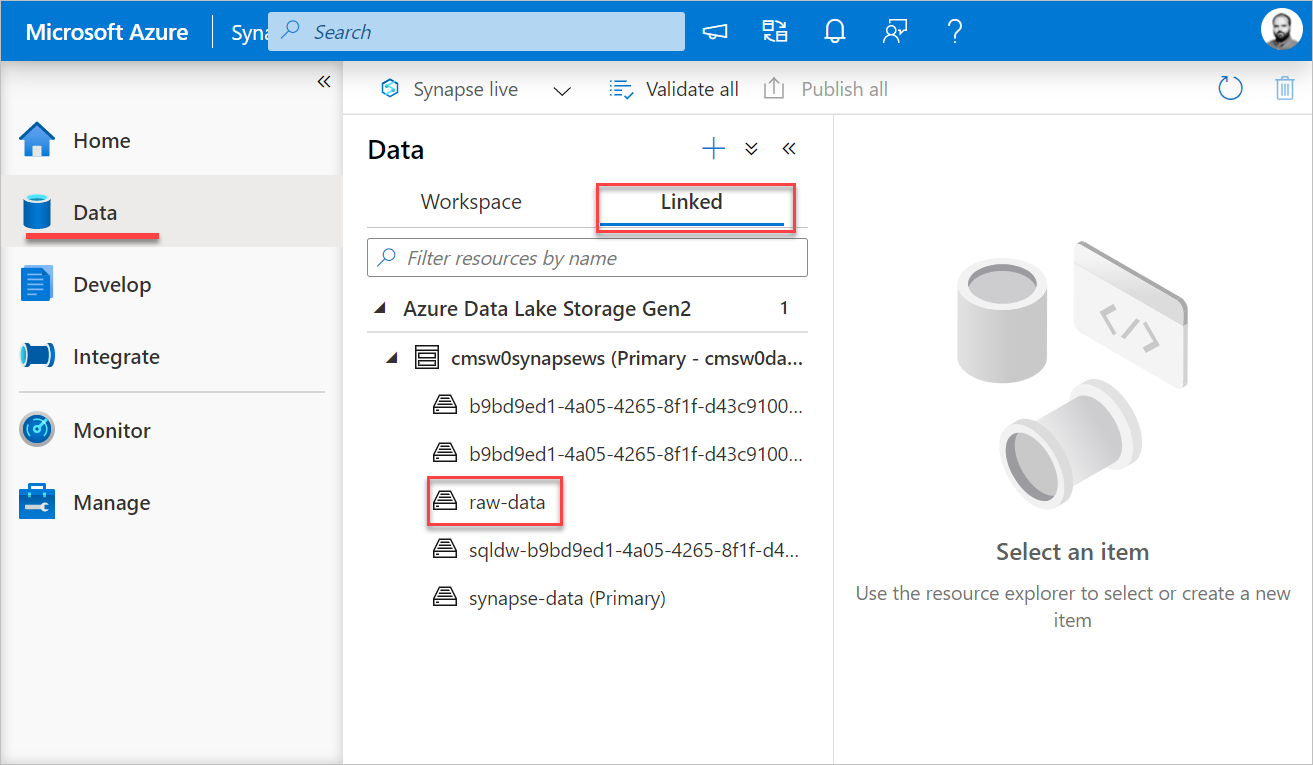 Microsoft Azure
Syna
Search
Synapse live
Validate all
Publish all
Home
Data
Develop
Integrate
Monitor
Manage
Data
Workspace
Linked
Filter resources by name
Azure Data Lake Storage Gen2 1
cmsw0synapsews (Primary - cmsw0da...
b9bd9ed1-4a05-4265-8f1f-d43c9100...
b9bd9ed1-4a05-4265-8f1f-d43c9100...
raw-data
sqldw-b9bd9ed1-4a05-4265-8f1f-d4...
synapse-data (Primary)
Select an item
Use the resource explorer to select or create a new
item